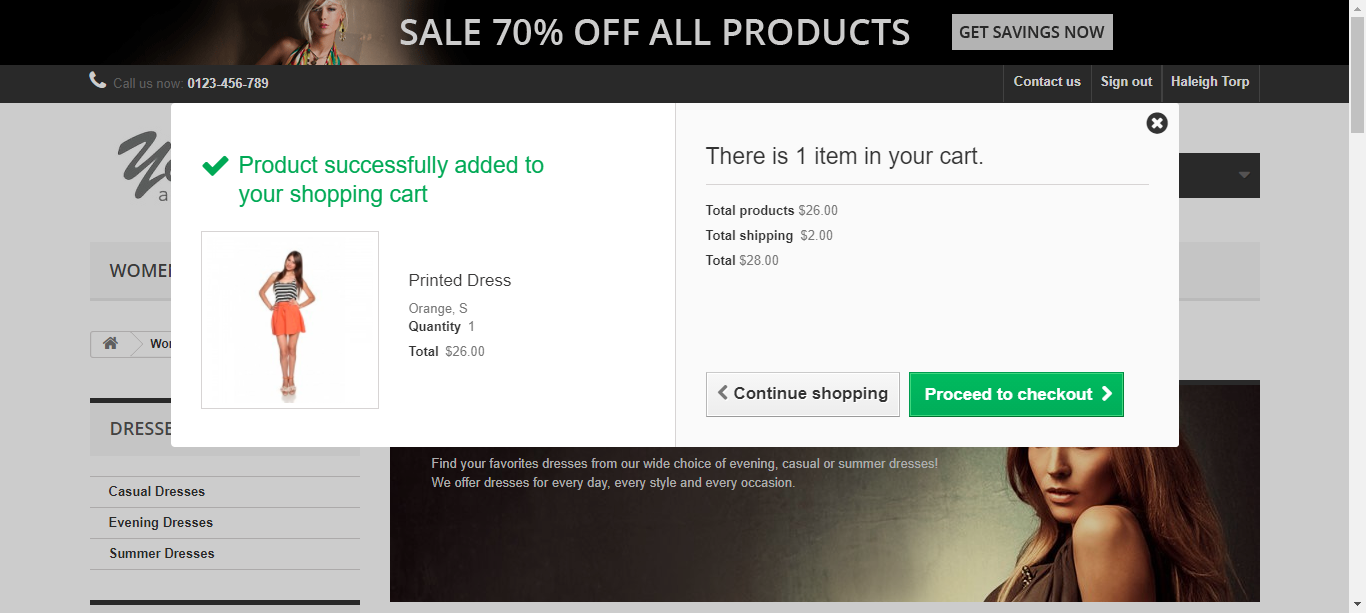 SALE 70% OFF ALL PRODUCTS
GET SAVINGS NOW
Call us now: 0123-456-789
Contact us
Sign out
Haleigh Torp
Product successfully added to
your shopping cart
Printed Dress
Orange, S
Quantity 1
Total $26.00
There is 1 item in your cart.
Total products $26.00
Total shipping $2.00
Total $28.00
Continue shopping
Proceed to checkout
Casual Dresses
Evening Dresses
Summer Dresses
Find your favorites dresses from our wide choice of evening, casual or summer dresses!
We offer dresses for every day, every style and every occasion.